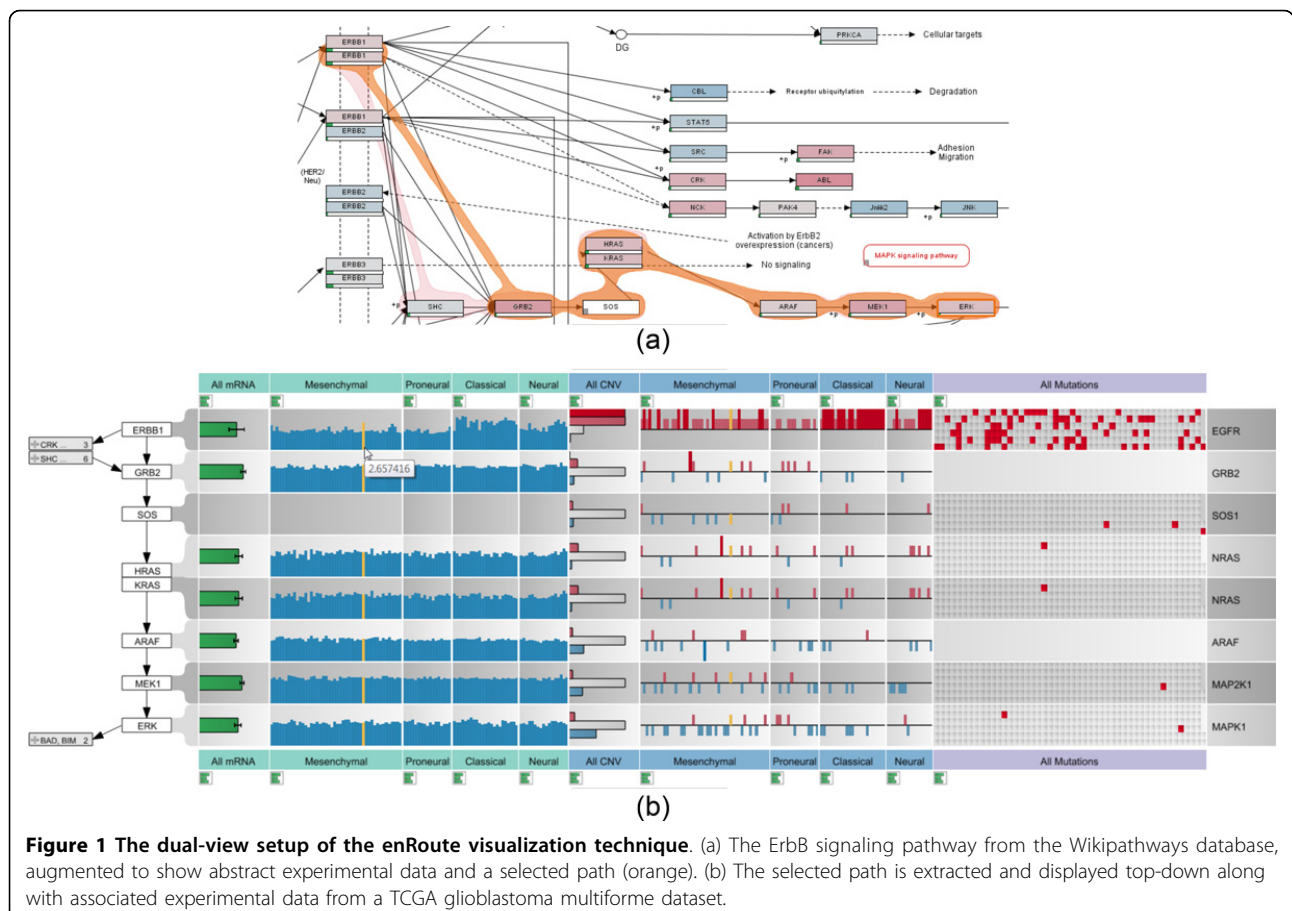 ERBB1
ERBB1
DG
PRKCA
Cellular targets
CBL
+p
Receptor ubiquitylation
Degradation
ERBB1
ERBB2
STAT5
+p
SRC
+p
FAK
Adhesion
Migration
(HER2/
Neu)
+p
CRK
ABL
ERBB2
ERBB2
NCK
PAK4
Jnkk2
+p
JNK
Activation by ErbB2
overexpression (cancers)
HRAS
KRAS
MAPK signaling pathway
ERBB3
ERBB3
No signaling
+p
SHC
GRB2
SOS
ARAF
+p
MEK1
+p
ERK
(a)
All mRNA Mesenchymal Proneural Classical Neural All CNV Mesenchymal Proneural Classical Neural All Mutations
ERBB1 EGFR
CRK ... 3
SHC ... 6
2.657416
GRB2 GRB2
SOS SOS1
HRAS NRAS
KRAS NRAS
ARAF ARAF
MEK1 MAP2K1
ERK MAPK1
BAD, BIM 2
All mRNA Mesenchymal Proneural Classical Neural All CNV Mesenchymal Proneural Classical Neural All Mutations
(b)
Figure 1 The dual-view setup of the enRoute visualization technique. (a) The ErbB signaling pathway from the Wikipathways database,
augmented to show abstract experimental data and a selected path (orange). (b) The selected path is extracted and displayed top-down along
with associated experimental data from a TCGA glioblastoma multiforme dataset.